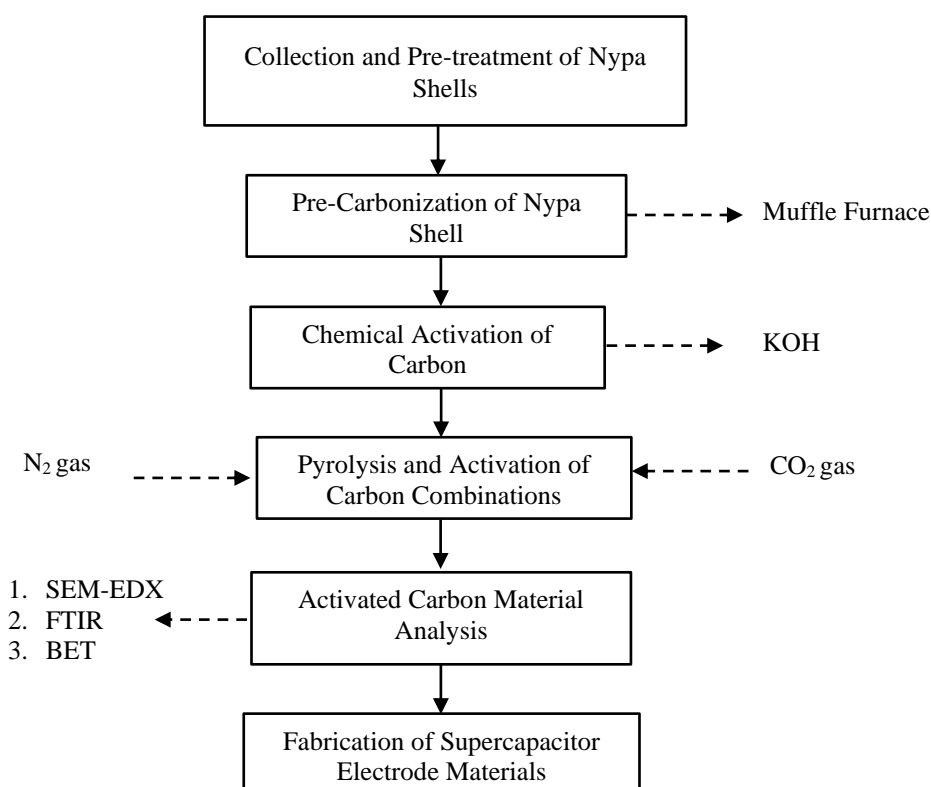 Collection and Pre-treatment of Nypa
Shells
Pre-Carbonization of Nypa
Shell
Muffle Furnace
Chemical Activation of
Carbon
KOH
N₂ gas
Pyrolysis and Activation of
Carbon Combinations
CO₂ gas
1. SEM-EDX
2. FTIR
3. BET
Activated Carbon Material
Analysis
Fabrication of Supercapacitor
Electrode Materials